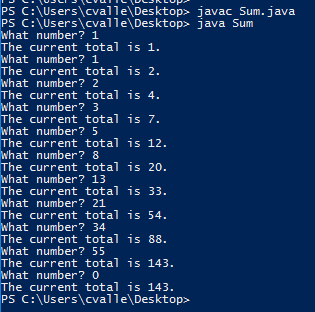 PS C:\Users\cvalle\Desktop> javac Sum.java
PS C:\Users\cvalle\Desktop> java Sum
What number? 1
The current total is 1.
What number? 1
The current total is 2.
What number? 2
The current total is 4.
What number? 3
The current total is 7.
What number? 5
The current total is 12.
What number? 8
The current total is 20.
What number? 13
The current total is 33.
What number? 21
The current total is 54.
What number? 34
The current total is 88.
What number? 55
The current total is 143.
What number? 0
The current total is 143.
PS C:\Users\cvalle\Desktop>